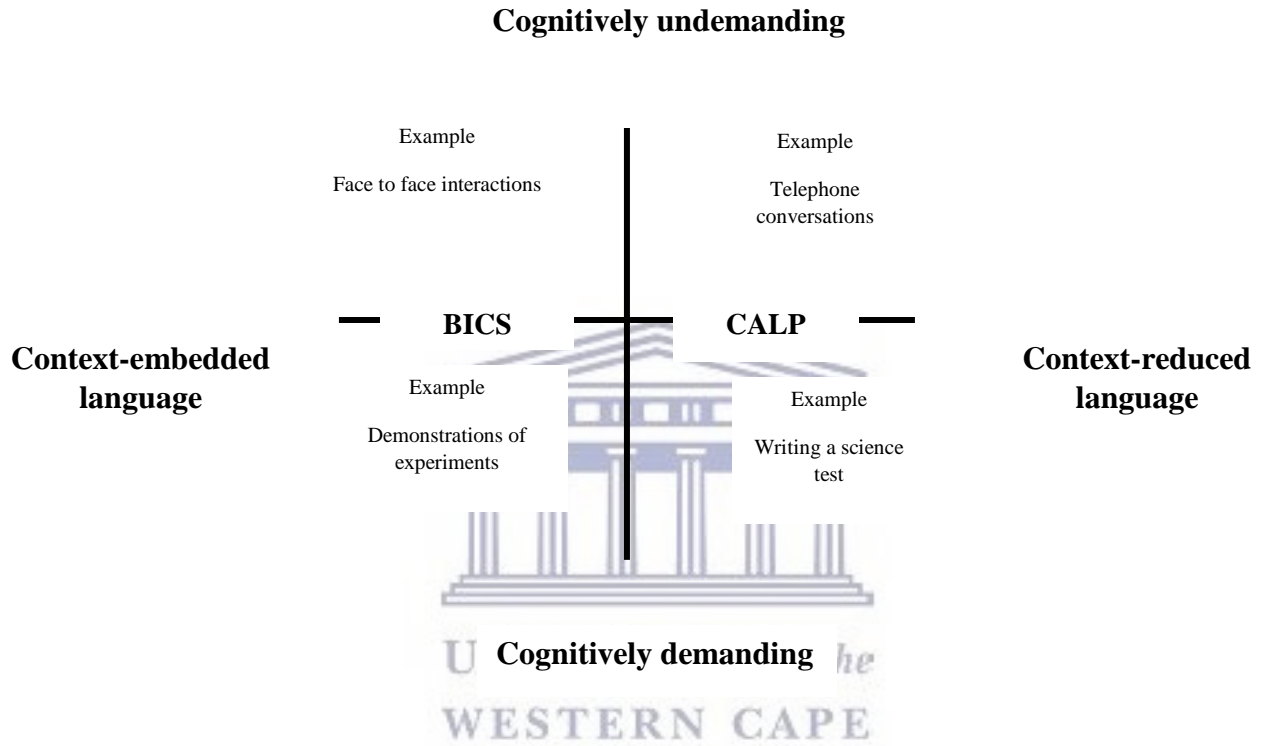 Cognitively undemanding
Example
Face to face interactions
Example
Telephone
conversations
BICS
CALP
Context-embedded
language
Context-reduced
language
Example
Demonstrations of
experiments
Example
Writing a science
test
Cognitively demanding
U he
WESTERN CAPE